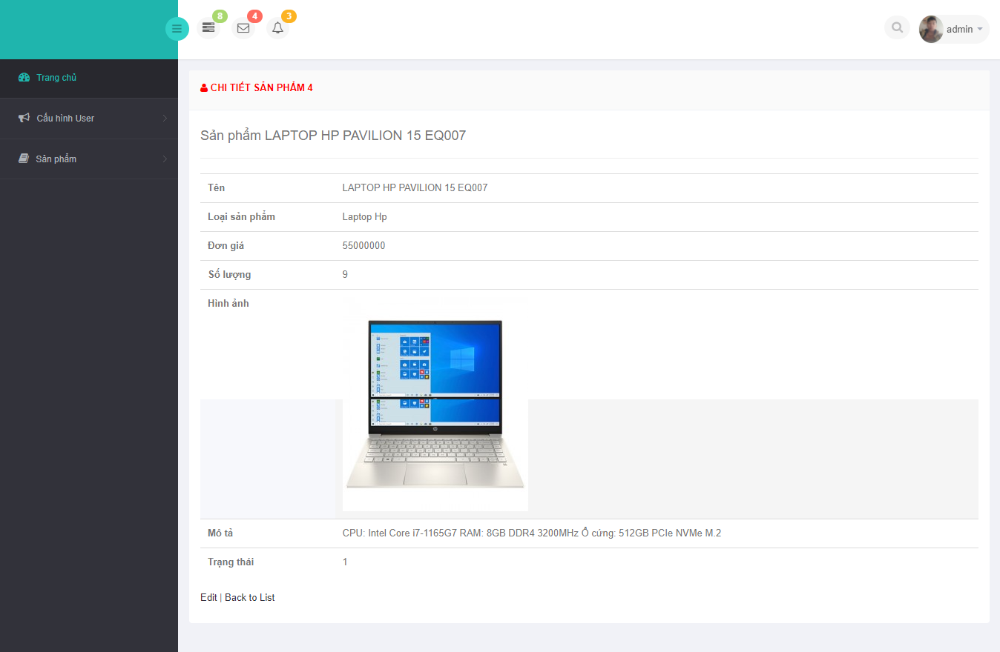 8
4
3
admin
Trang chủ
Cấu hình User
Sản phẩm
CHI TIẾT SẢN PHẨM 4
Sản phẩm LAPTOP HP PAVILION 15 EQ007
Tên LAPTOP HP PAVILION 15 EQ007
Loại sản phẩm Laptop Hp
Đơn giá 55000000
Số lượng 9
Hình ảnh
Mô tả CPU: Intel Core i7-1165G7 RAM: 8GB DDR4 3200MHz Ổ cứng: 512GB PCIe NVMe M.2
Trạng thái 1
Edit | Back to List